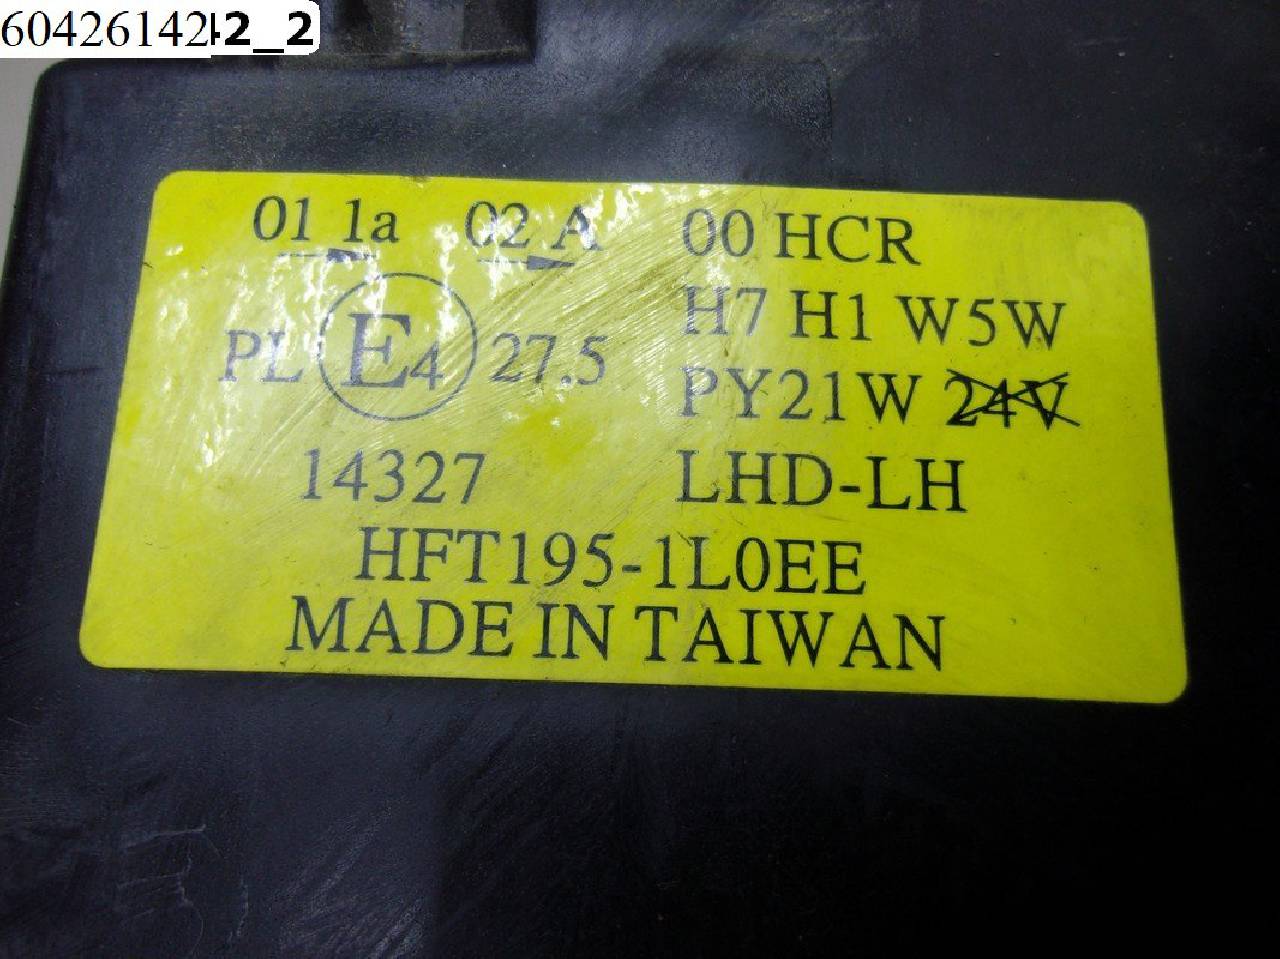 6042614242_2
01 1a 02 A 00 HCR
H7 H1 W5W
PL E4 27.5
PY21W 24V
14327 LHD-LH
HFT195-1L0EE
MADE IN TAIWAN